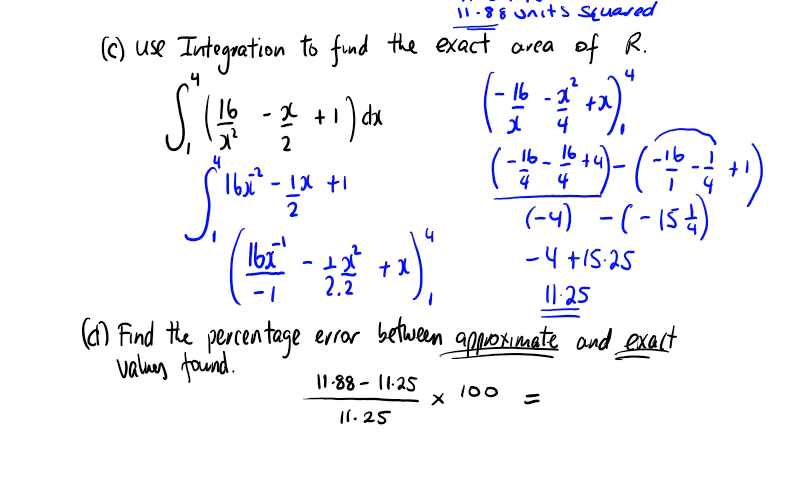 11.88 units squared
(c) use Integration to find the exact area of R.
∫₁⁴ (16/x² - x/2 + 1) dx
∫₁⁴ 16x⁻² - 1/2 x + 1
(16x⁻¹/-1 - 1x²/2.2 + x)₁⁴
(-16/x - x²/4 + x)₁⁴
(-16/4 - 16/4 + 4) - (-16/1 - 1/4 + 1)
(-4) - (-15 1/4)
-4 + 15.25
11.25
(d) Find the percentage error between approximate and exact
values found.
11.88 - 11.25 / 11.25 × 100 =